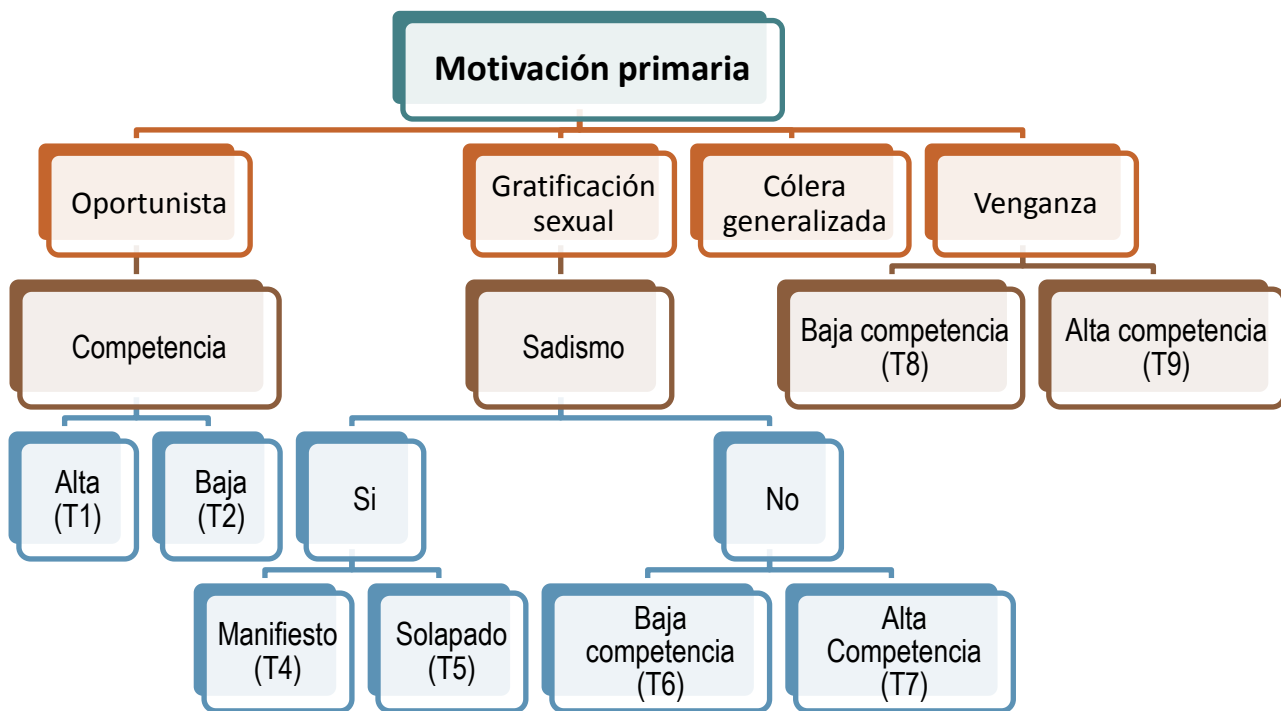 Motivación primaria
Oportunista
Gratificación
sexual
Cólera
generalizada
Venganza
Competencia
Sadismo
Baja competencia
(T8)
Alta competencia
(T9)
Alta
(T1)
Baja
(T2)
Si
No
Manifiesto
(T4)
Solapado
(T5)
Baja
competencia
(T6)
Alta
Competencia
(T7)